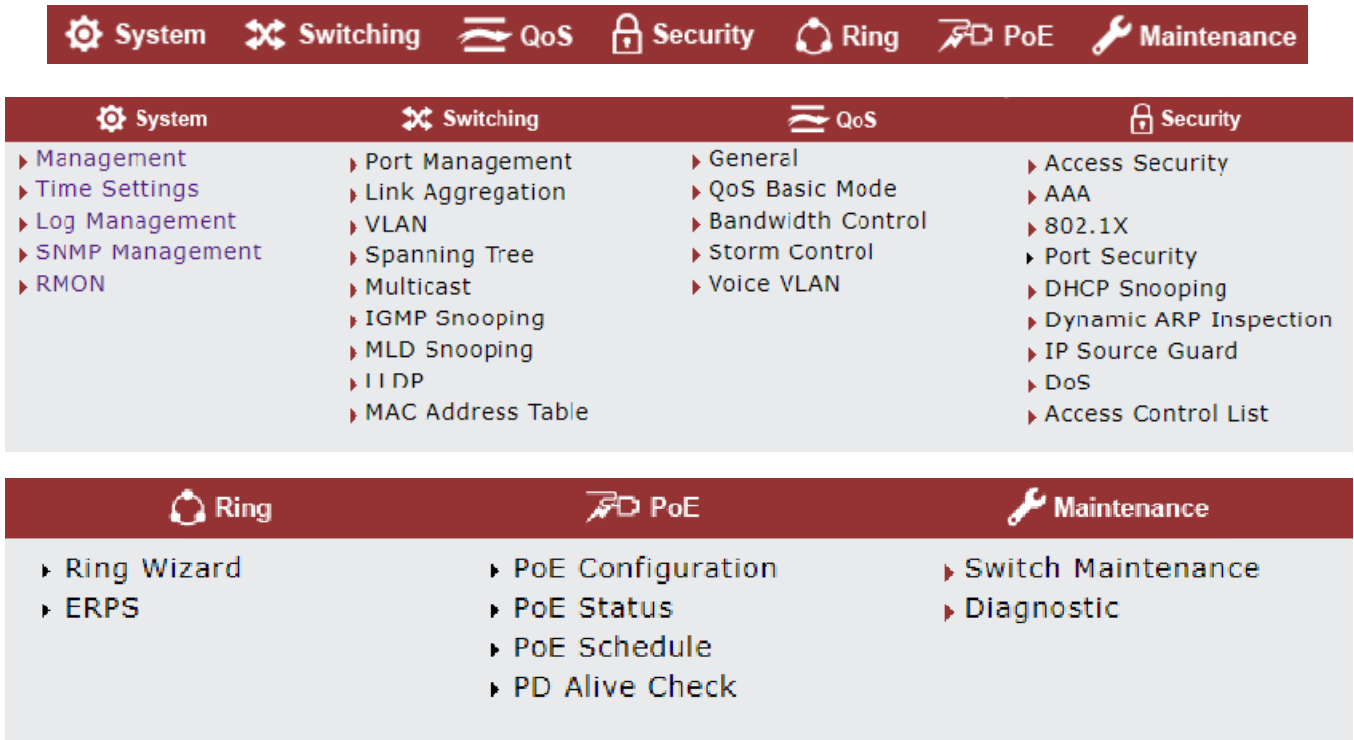 System Switching QoS Security Ring PoE Maintenance
System
Management
Time Settings
Log Management
SNMP Management
RMON
Switching
Port Management
Link Aggregation
VLAN
Spanning Tree
Multicast
IGMP Snooping
MLD Snooping
LLDP
MAC Address Table
QoS
General
QoS Basic Mode
Bandwidth Control
Storm Control
Voice VLAN
Security
Access Security
AAA
802.1X
Port Security
DHCP Snooping
Dynamic ARP Inspection
IP Source Guard
DoS
Access Control List
Ring
Ring Wizard
ERPS
PoE
PoE Configuration
PoE Status
PoE Schedule
PD Alive Check
Maintenance
Switch Maintenance
Diagnostic